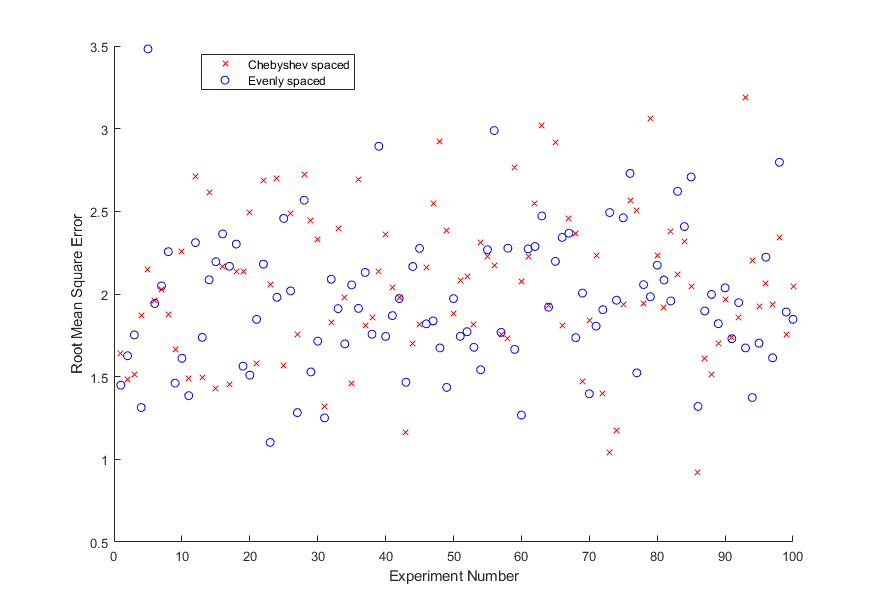 3.5
Chebyshev spaced
Evenly spaced
3
2.5
2
1.5
1
0.5
Root Mean Square Error
0 10 20 30 40 50 60 70 80 90 100
Experiment Number